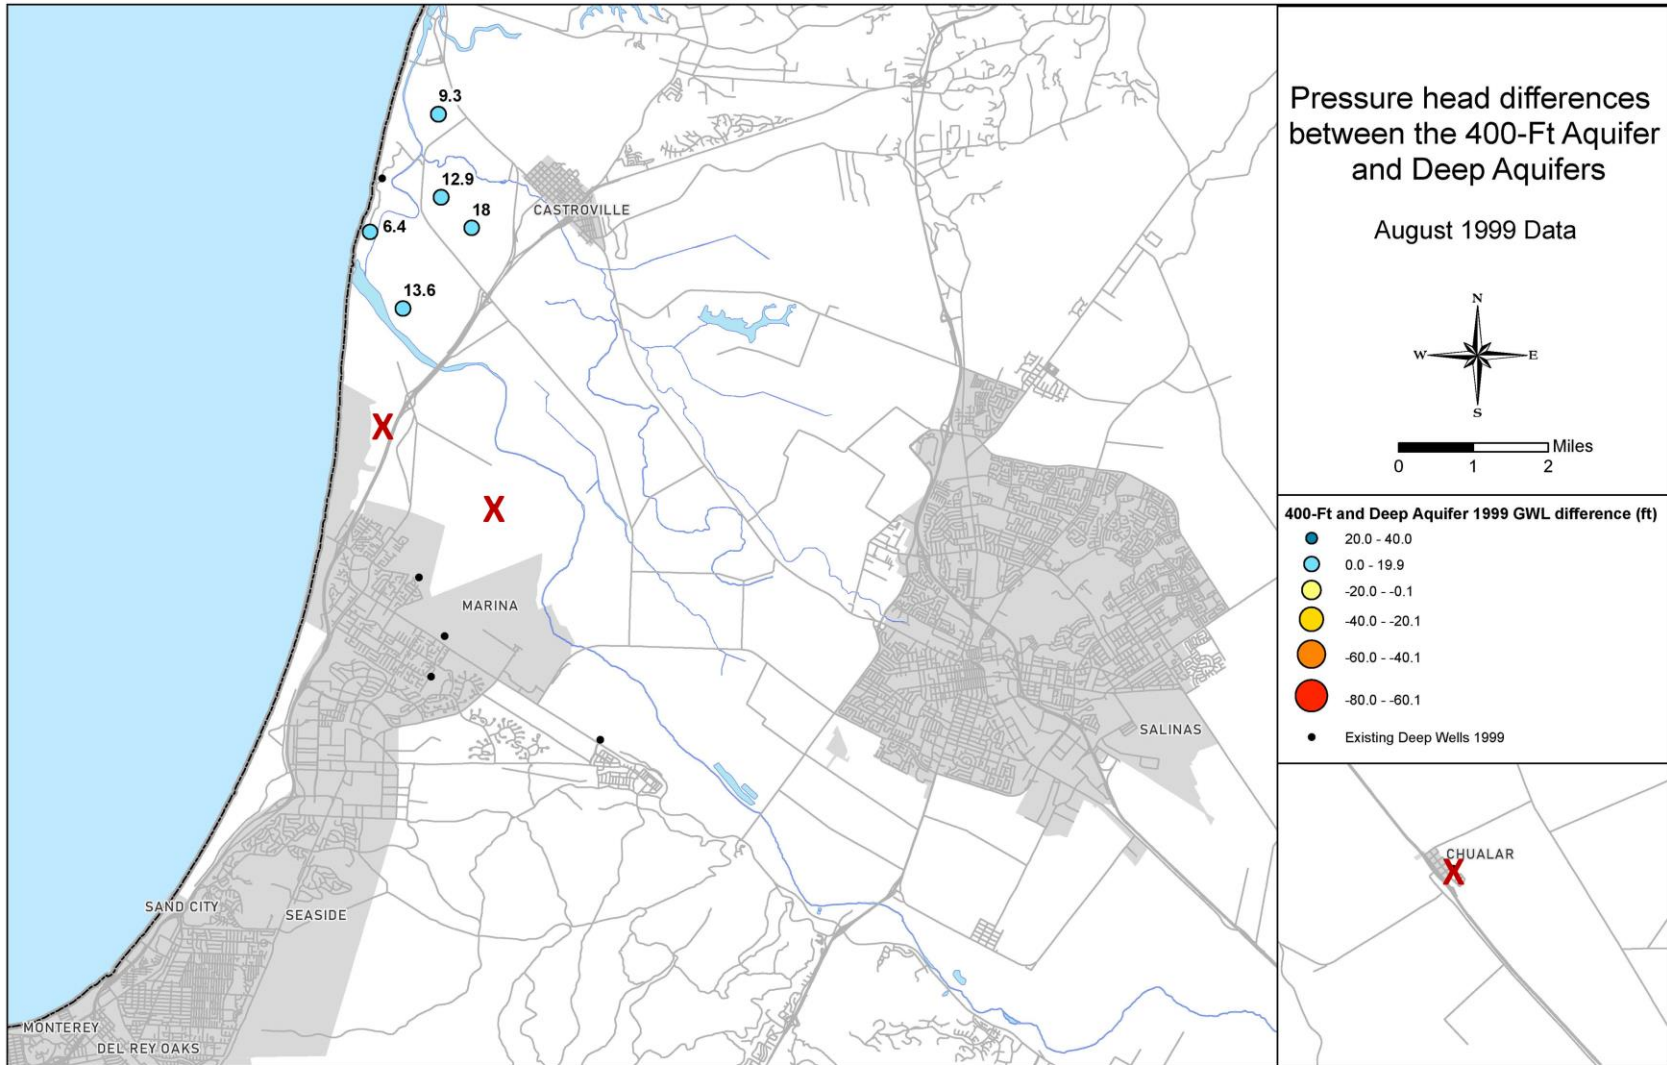 Pressure head differences
between the 400-Ft Aquifer
and Deep Aquifers
August 1999 Data
N
W E
S
Miles
0 1 2
400-Ft and Deep Aquifer 1999 GWL difference (ft)
20.0 - 40.0
0.0 - 19.9
-20.0 - -0.1
-40.0 - -20.1
-60.0 - -40.1
-80.0 - -60.1
Existing Deep Wells 1999
CHUALAR
X
9.3
12.9
18
6.4
13.6
CASTROVILLE
X
X
MARINA
SALINAS
SAND CITY
SEASIDE
MONTEREY
DEL REY OAKS